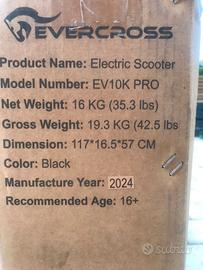 EVERCROSS
Product Name: Electric Scooter
Model Number: EV10K PRO
Net Weight: 16 KG (35.3 lbs)
Gross Weight: 19.3 KG (42.5 lbs
Dimension: 117*16.5*57 CM
Color: Black
Manufacture Year: 2024
Recommended Age: 16+
subito